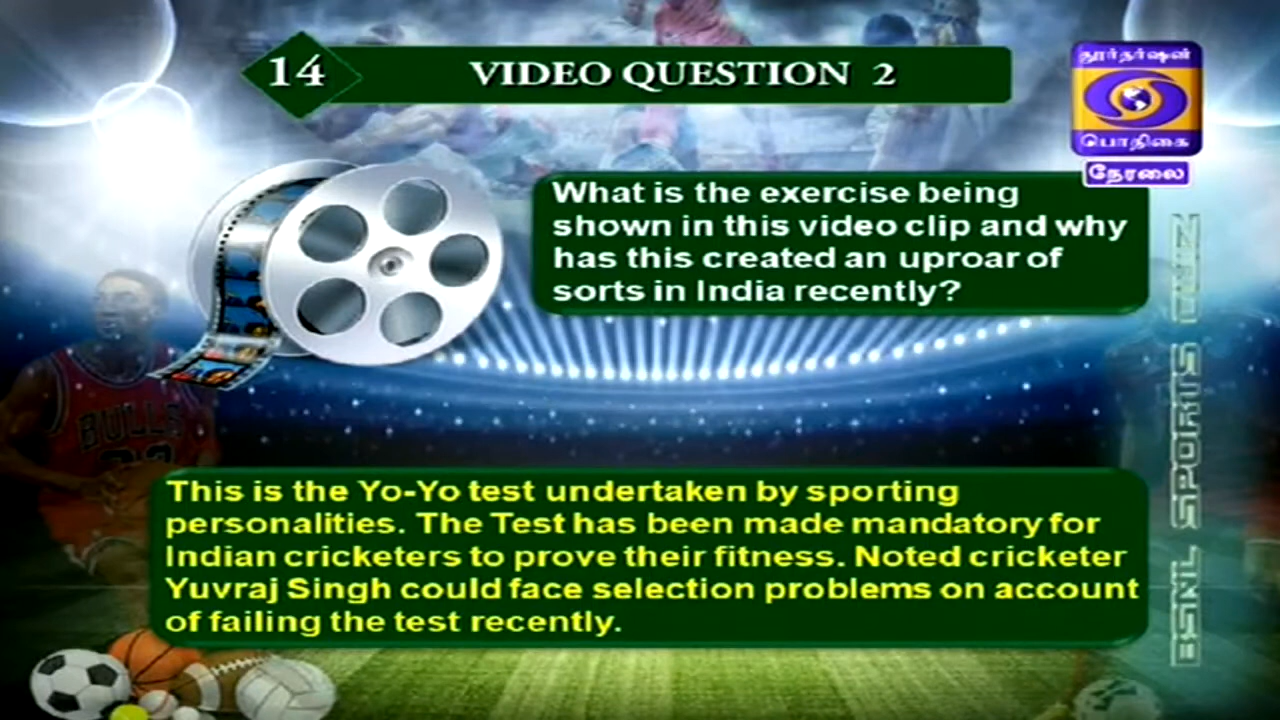 14
VIDEO QUESTION 2
தூர்தர்ஷன்
பொதிகை
நேரலை
What is the exercise being
shown in this video clip and why
has this created an uproar of
sorts in India recently?
BULLS
BSNL SPORTS QUIZ
This is the Yo-Yo test undertaken by sporting
personalities. The Test has been made mandatory for
Indian cricketers to prove their fitness. Noted cricketer
Yuvraj Singh could face selection problems on account
of failing the test recently.